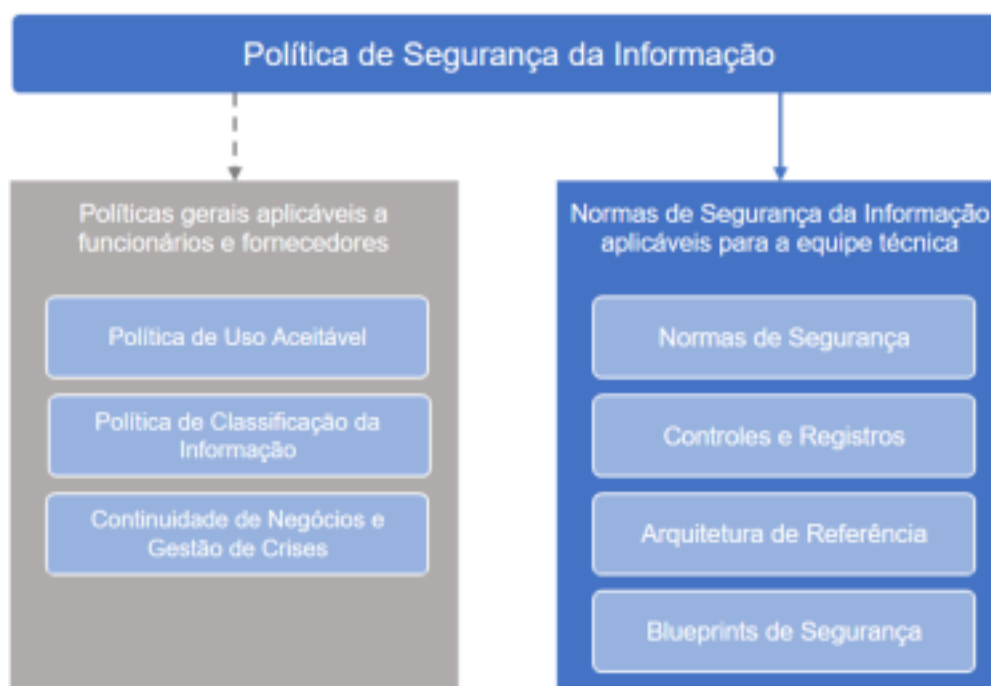 Política de Segurança da Informação
Políticas gerais aplicáveis a
funcionários e fornecedores
Política de Uso Aceitável
Política de Classificação da
Informação
Continuidade de Negócios e
Gestão de Crises
Normas de Segurança da Informação
aplicáveis para a equipe técnica
Normas de Segurança
Controles e Registros
Arquitetura de Referência
Blueprints de Segurança